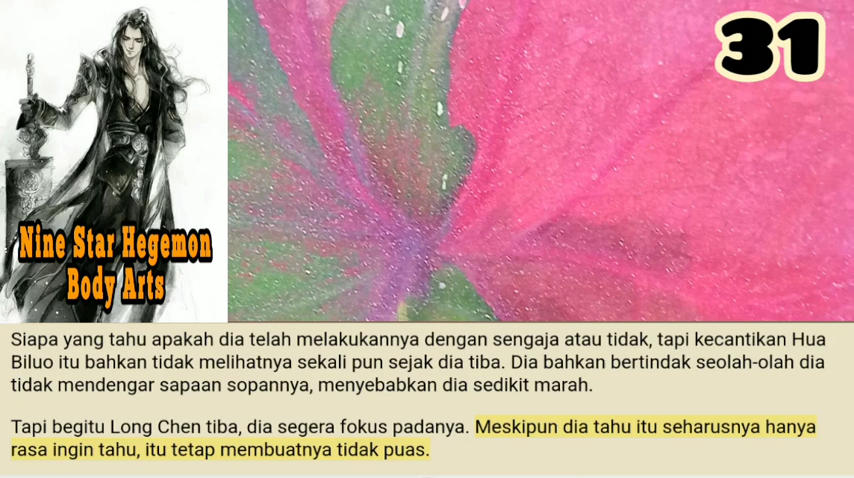 31
Nine Star Hegemon
Body Arts
Siapa yang tahu apakah dia telah melakukannya dengan sengaja atau tidak, tapi kecantikan Hua
Biluo itu bahkan tidak melihatnya sekali pun sejak dia tiba. Dia bahkan bertindak seolah-olah dia
tidak mendengar sapaan sopannya, menyebabkan dia sedikit marah.
Tapi begitu Long Chen tiba, dia segera fokus padanya. Meskipun dia tahu itu seharusnya hanya
rasa ingin tahu, itu tetap membuatnya tidak puas.